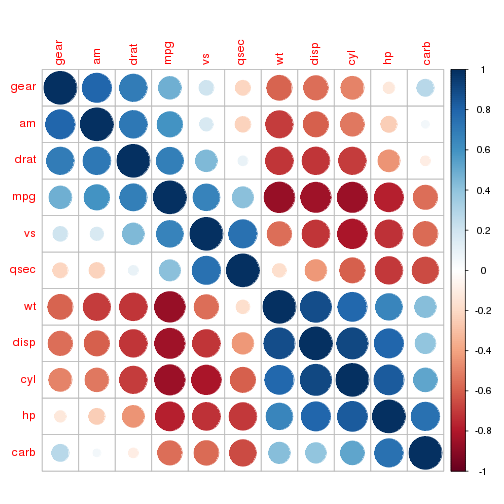 gear am drat mpg vs qsec wt disp cyl hp carb
gear
am
drat
mpg
vs
qsec
wt
disp
cyl
hp
carb
1
0.8
0.6
0.4
0.2
0
-0.2
-0.4
-0.6
-0.8
-1